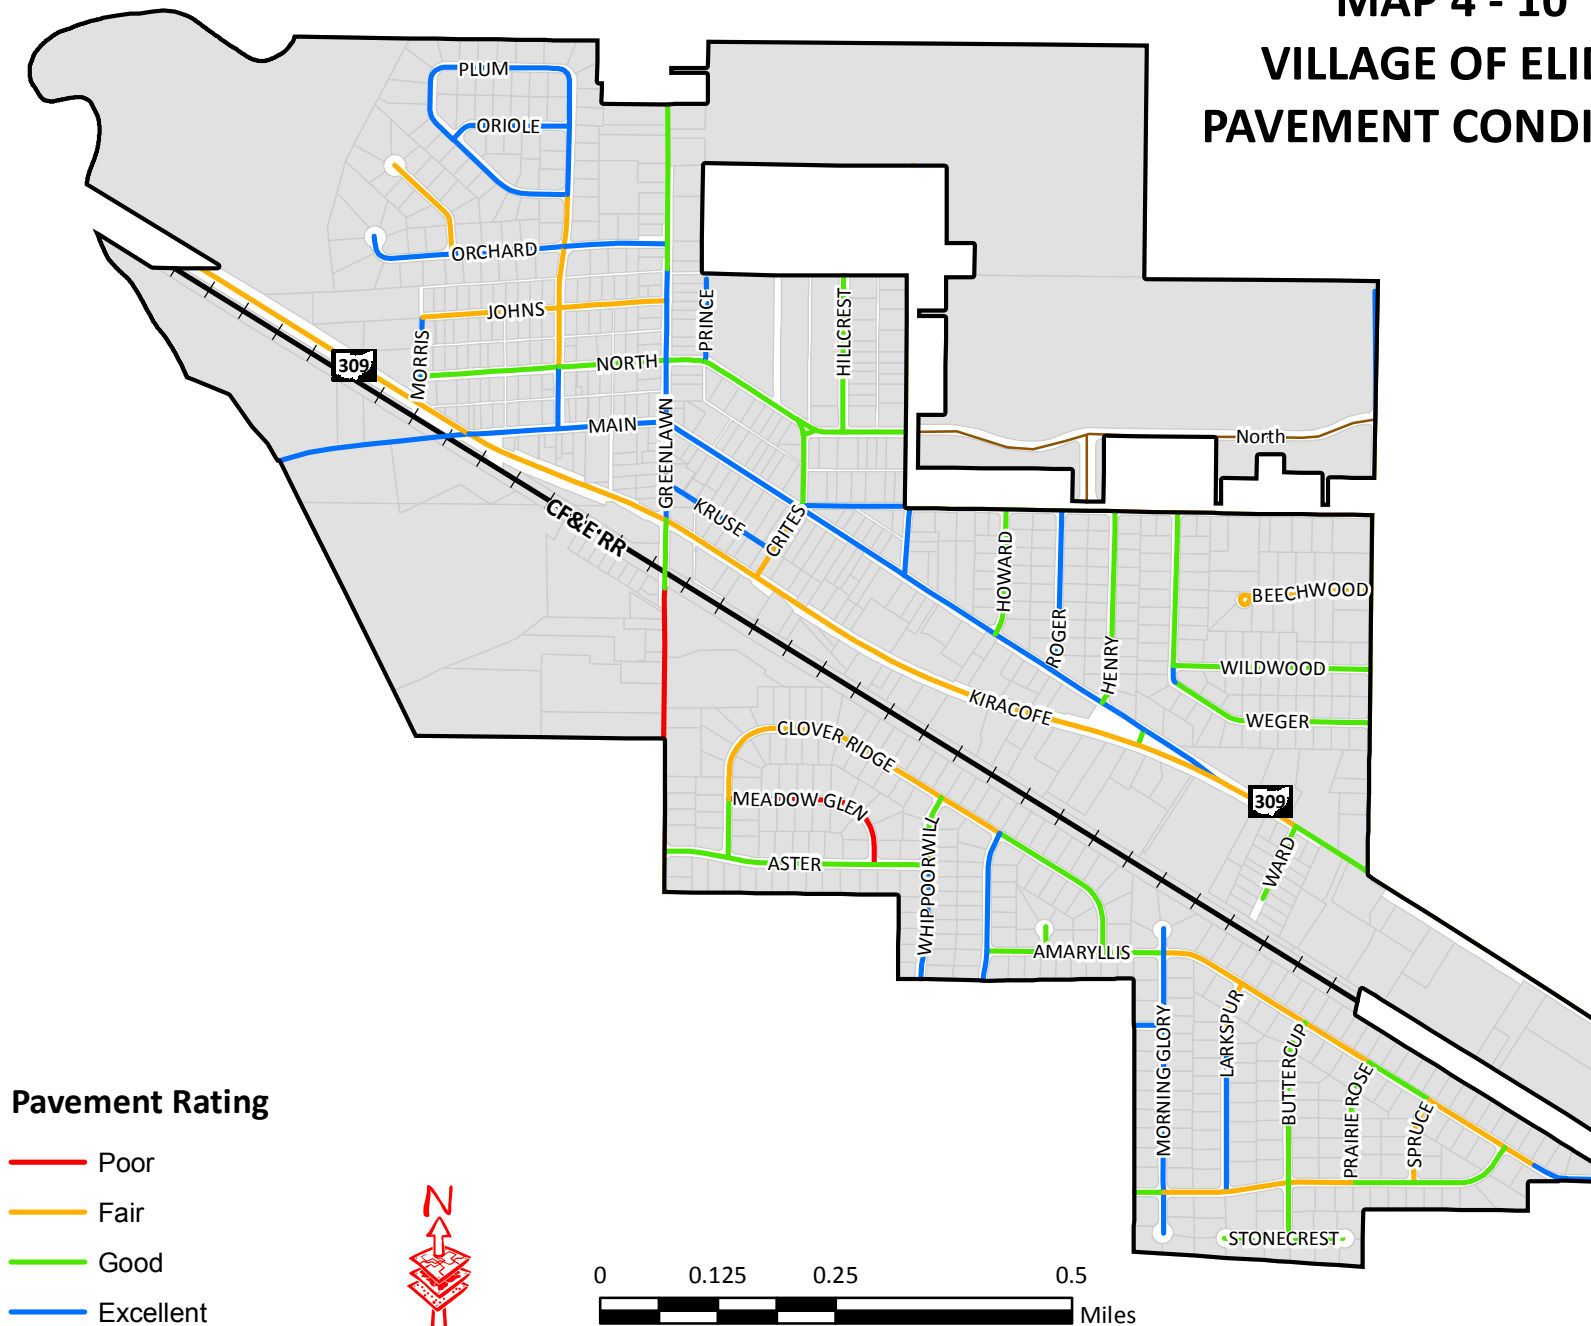 MAP 4 - 10
VILLAGE OF ELID
PAVEMENT CONDI
PLUM
ORIOLE
ORCHARD
JOHNS
MORRIS
309
NORTH
PRINCE
HILLCREST
MAIN
GREENLAWN
North
KRUSE
CRITES
CF&E RR
HOWARD
ROGER
HENRY
BEECHWOOD
WILDWOOD
WEGER
KIRACOFE
CLOVER RIDGE
MEADOW GLEN
309
WHIPPOORWILL
ASTER
WARD
AMARYLLIS
MORNING GLORY
LARKSPUR
BUTTERCUP
PRAIRIE ROSE
SPRUCE
STONECREST
Pavement Rating
Poor
Fair
Good
Excellent
N
0 0.125 0.25 0.5
Miles